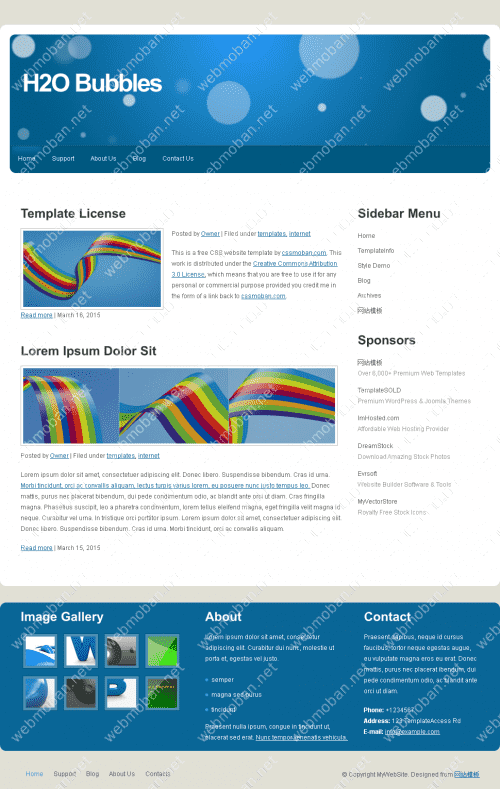 H2O Bubbles
Home Support About Us Blog Contact Us
Template License
Posted by Owner | Filed under templates, internet
This is a free CSS website template by cssmoban.com. This
work is distributed under the Creative Commons Attribution
3.0 License, which means that you are free to use it for any
personal or commercial purpose provided you credit me in
the form of a link back to cssmoban.com.
Read more | March 16, 2015
Lorem Ipsum Dolor Sit
Posted by Owner | Filed under templates, internet
Lorem ipsum dolor sit amet, consectetuer adipiscing elit. Donec libero. Suspendisse bibendum. Cras id urna.
Morbi tincidunt, orci ac convallis aliquam, lectus turpis varius lorem, eu posuere nunc justo tempus leo. Donec
mattis, purus nec placerat bibendum, dui pede condimentum odio, ac blandit ante orci ut diam. Cras fringilla
magna. Phasellus suscipit, leo a pharetra condimentum, lorem tellus eleifend magna, eget fringilla velit magna id
neque. Curabitur vel urna. In tristique orci porttitor ipsum. Lorem ipsum dolor sit amet, consectetuer adipiscing
elit. Donec libero. Suspendisse bibendum. Cras id urna. Morbi tincidunt, orci ac convallis aliquam.
Read more | March 15, 2015
Sidebar Menu
Home
TemplateInfo
Style Demo
Blog
Archives
网站模板
Sponsors
网站模板
Over 6,000+ Premium Web Templates
TemplateSOLD
Premium WordPress & Joomla Themes
ImHosted.com
Affordable Web Hosting Provider
DreamStock
Download Amazing Stock Photos
Evrsoft
Website Builder Software & Tools
MyVectorStore
Royalty Free Stock Icons
Image Gallery
About
Lorem ipsum dolor sit amet, consectetur
adipiscing elit. Curabitur dui nunc, molestie ut
porta et, egestas vel justo.
semper
magna sed purus
tincidunt
Praesent nulla ipsum, congue in tincidunt ut,
placerat sed erat. Nunc tempor venenatis vehicula.
Contact
Praesent dapibus, neque id cursus
faucibus, tortor neque egestas augue,
eu vulputate magna eros eu erat. Donec
mattis, purus nec placerat bibendum, dui
pede condimentum odio, ac blandit ante
orci ut diam.
Phone: +1234567
Address: 123 TemplateAccess Rd
E-mail: info@example.com
Home Support Blog About Us Contacts
© Copyright MyWebSite. Designed from 网站模板
webmoban.net